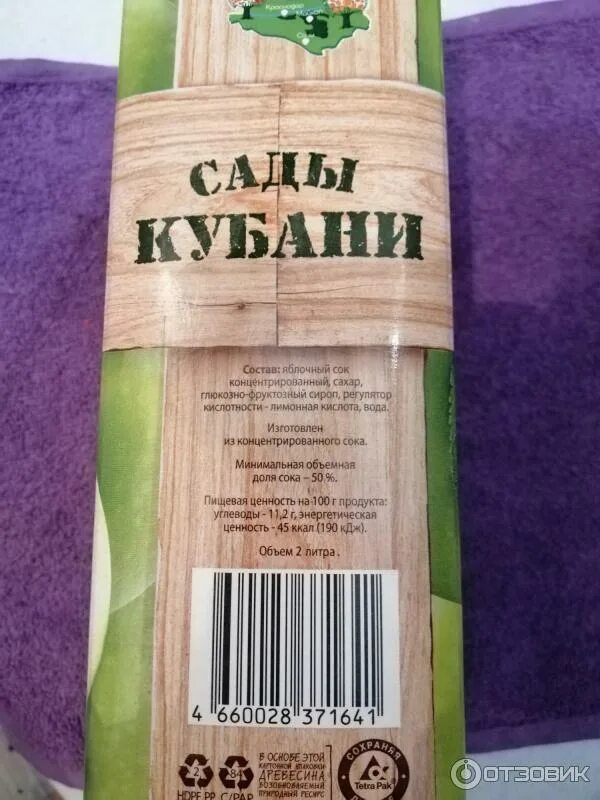 Краснодар
САДЫ
КУБАНИ
Состав: яблочный сок
концентрированный, сахар,
глюкозно-фруктозный сироп, регулятор
кислотности - лимонная кислота, вода.
Изготовлен
из концентрированного сока.
Минимальная объемная
доля сока – 50 %.
Пищевая ценность на 100 г продукта:
углеводы - 11,2 г, энергетическая
ценность - 45 ккал (190 кДж).
Объем 2 литра .
4 660028 371641
2 84
HDPE PP C/PAP
В ОСНОВЕ ЭТОЙ
КАРТОННОЙ УПАКОВКИ
ДРЕВЕСИНА
ВОЗОБНОВЛЯЕМЫЙ
ПРИРОДНЫЙ РЕСУРС
СОХРАНЯЯ
Tetra Pak
ОТЗОВИК